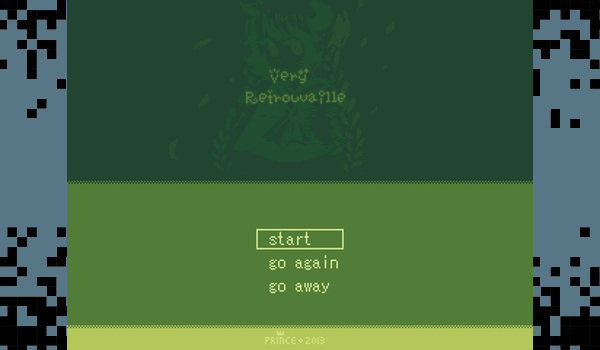 Very
Retrouvaille
start
go again
go away
PRINCE•2013